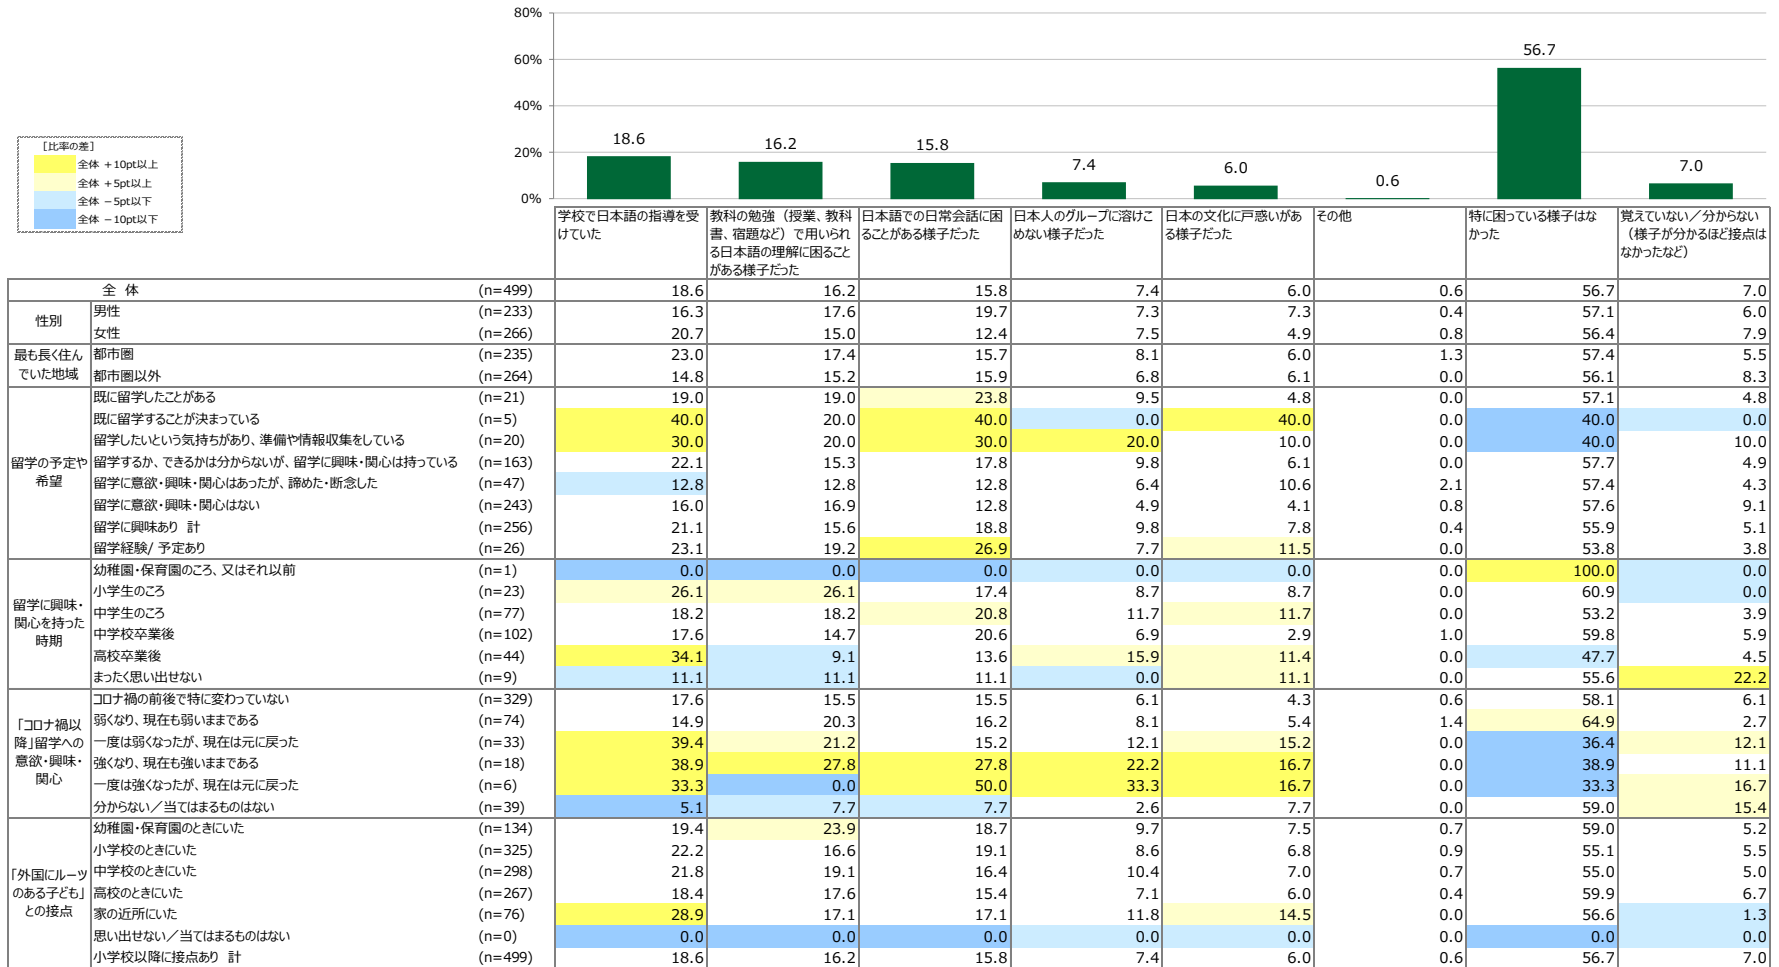 80%
60%
40%
20%
0%
18.6
16.2
15.8
7.4
6.0
0.6
56.7
7.0
[比率の差]
全体 +10pt以上
全体 +5pt以上
全体 -5pt以下
全体 -10pt以下
学校で日本語の指導を受
けていた
教科の勉強（授業、教科
書、宿題など）で用いられ
る日本語の理解に困ること
がある様子だった
日本語での日常会話に困
ることがある様子だった
日本人のグループに溶けこ
めない様子だった
日本の文化に戸惑いがあ
る様子だった
その他
特に困っている様子はな
かった
覚えていない／分からない
（様子が分かるほど接点は
なかったなど）
全 体 (n=499) 18.6 16.2 15.8 7.4 6.0 0.6 56.7 7.0
性別
男性 (n=233) 16.3 17.6 19.7 7.3 7.3 0.4 57.1 6.0
女性 (n=266) 20.7 15.0 12.4 7.5 4.9 0.8 56.4 7.9
最も長く住ん
でいた地域
都市圏 (n=235) 23.0 17.4 15.7 8.1 6.0 1.3 57.4 5.5
都市圏以外 (n=264) 14.8 15.2 15.9 6.8 6.1 0.0 56.1 8.3
留学の予定や
希望
既に留学したことがある (n=21) 19.0 19.0 23.8 9.5 4.8 0.0 57.1 4.8
既に留学することが決まっている (n=5) 40.0 20.0 40.0 0.0 40.0 0.0 40.0 0.0
留学したいという気持ちがあり、準備や情報収集をしている (n=20) 30.0 20.0 30.0 20.0 10.0 0.0 40.0 10.0
留学するか、できるかは分からないが、留学に興味・関心は持っている (n=163) 22.1 15.3 17.8 9.8 6.1 0.0 57.7 4.9
留学に意欲・興味・関心はあったが、諦めた・断念した (n=47) 12.8 12.8 12.8 6.4 10.6 2.1 57.4 4.3
留学に意欲・興味・関心はない (n=243) 16.0 16.9 12.8 4.9 4.1 0.8 57.6 9.1
留学に興味あり 計 (n=256) 21.1 15.6 18.8 9.8 7.8 0.4 55.9 5.1
留学経験/ 予定あり (n=26) 23.1 19.2 26.9 7.7 11.5 0.0 53.8 3.8
留学に興味・
関心を持った
時期
幼稚園・保育園のころ、又はそれ以前 (n=1) 0.0 0.0 0.0 0.0 0.0 0.0 100.0 0.0
小学生のころ (n=23) 26.1 26.1 17.4 8.7 8.7 0.0 60.9 0.0
中学生のころ (n=77) 18.2 18.2 20.8 11.7 11.7 0.0 53.2 3.9
中学校卒業後 (n=102) 17.6 14.7 20.6 6.9 2.9 1.0 59.8 5.9
高校卒業後 (n=44) 34.1 9.1 13.6 15.9 11.4 0.0 47.7 4.5
まったく思い出せない (n=9) 11.1 11.1 11.1 0.0 11.1 0.0 55.6 22.2
「コロナ禍以
降」留学への
意欲・興味・
関心
コロナ禍の前後で特に変わっていない (n=329) 17.6 15.5 15.5 6.1 4.3 0.6 58.1 6.1
弱くなり、現在も弱いままである (n=74) 14.9 20.3 16.2 8.1 5.4 1.4 64.9 2.7
一度は弱くなったが、現在は元に戻った (n=33) 39.4 21.2 15.2 12.1 15.2 0.0 36.4 12.1
強くなり、現在も強いままである (n=18) 38.9 27.8 27.8 22.2 16.7 0.0 38.9 11.1
一度は強くなったが、現在は元に戻った (n=6) 33.3 0.0 50.0 33.3 16.7 0.0 33.3 16.7
分からない／当てはまるものはない (n=39) 5.1 7.7 7.7 2.6 7.7 0.0 59.0 15.4
「外国にルーツ
のある子ども」
との接点
幼稚園・保育園のときにいた (n=134) 19.4 23.9 18.7 9.7 7.5 0.7 59.0 5.2
小学校のときにいた (n=325) 22.2 16.6 19.1 8.6 6.8 0.9 55.1 5.5
中学校のときにいた (n=298) 21.8 19.1 16.4 10.4 7.0 0.7 55.0 5.0
高校のときにいた (n=267) 18.4 17.6 15.4 7.1 6.0 0.4 59.9 6.7
家の近所にいた (n=76) 28.9 17.1 17.1 11.8 14.5 0.0 56.6 1.3
思い出せない／当てはまるものはない (n=0) 0.0 0.0 0.0 0.0 0.0 0.0 0.0 0.0
小学校以降に接点あり 計 (n=499) 18.6 16.2 15.8 7.4 6.0 0.6 56.7 7.0